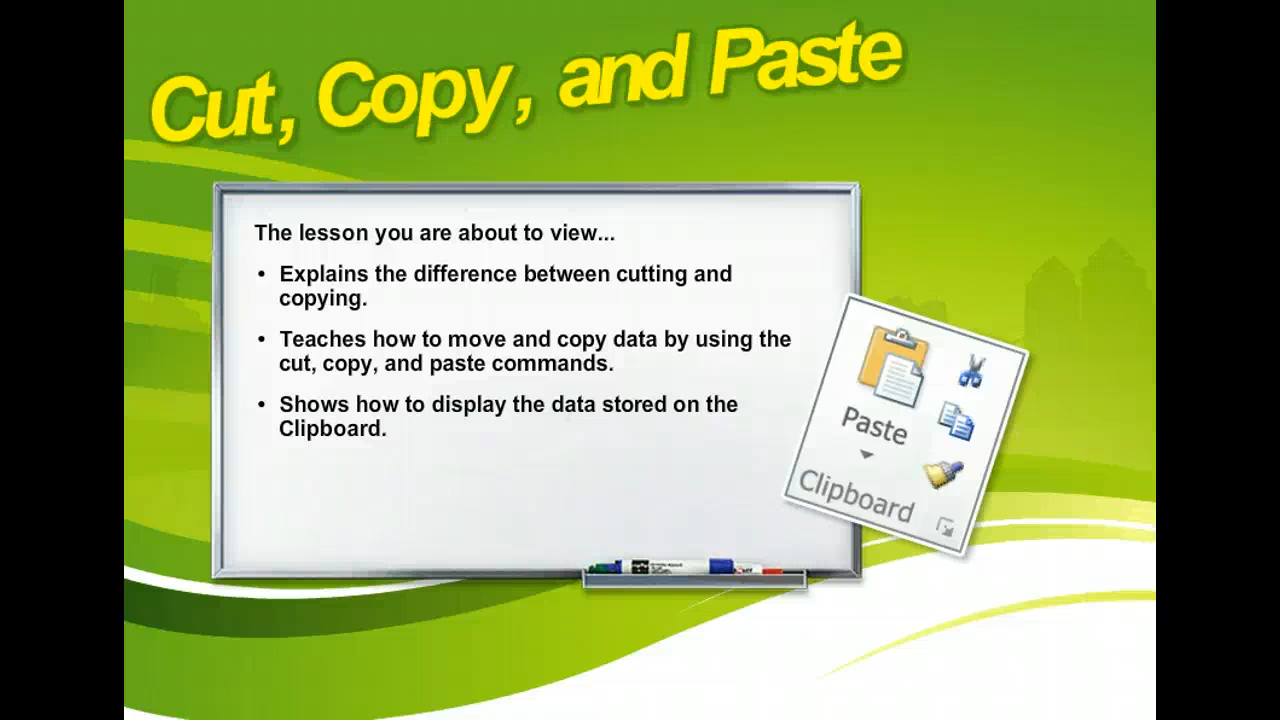 Cut, Copy, and Paste
The lesson you are about to view...
• Explains the difference between cutting and
copying.
• Teaches how to move and copy data by using the
cut, copy, and paste commands.
• Shows how to display the data stored on the
Clipboard.
Paste
Clipboard